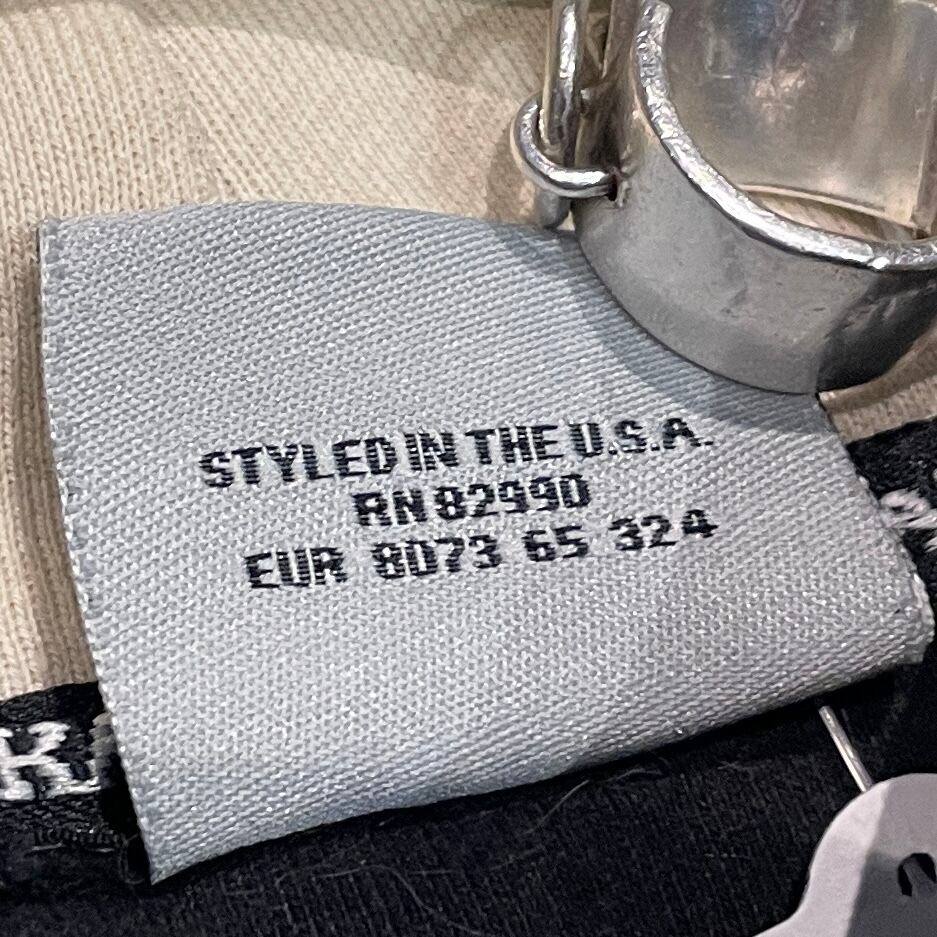 STYLED IN THE U.S.A.
RN 82990
EUR 8073 65 324